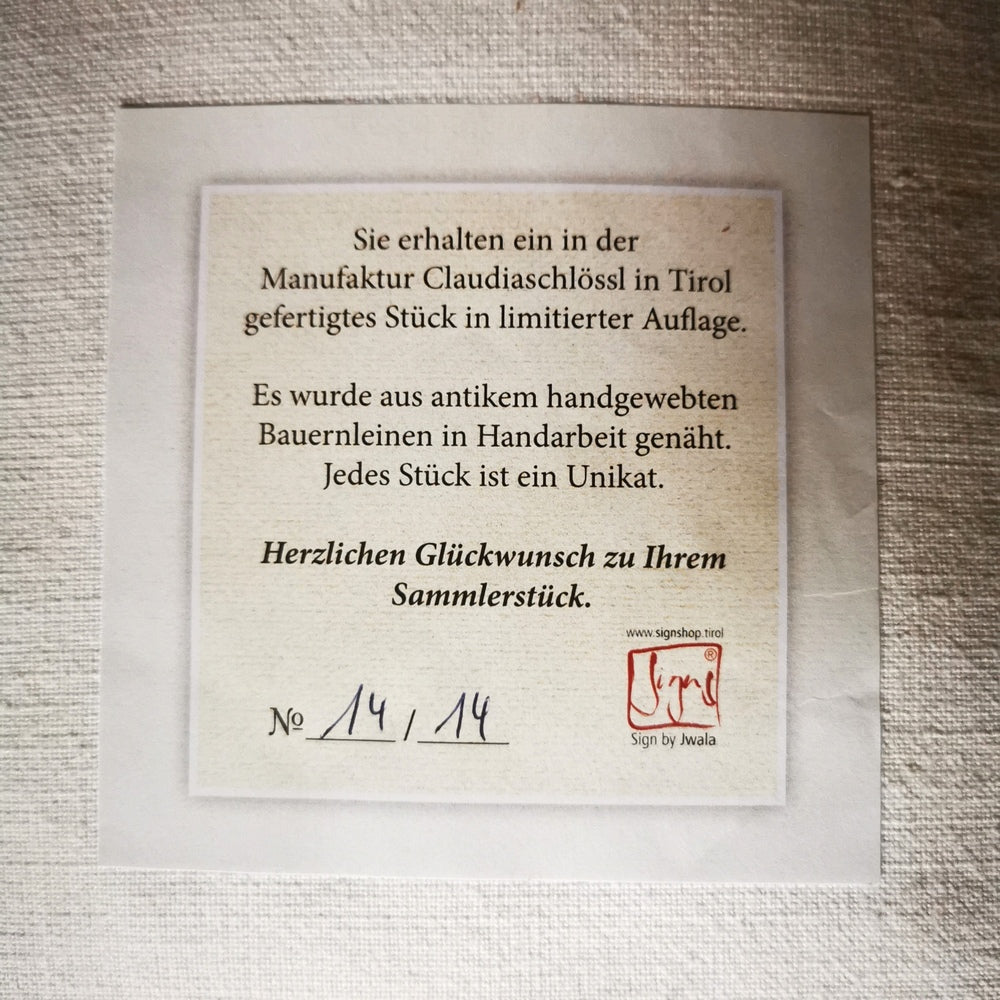 Sie erhalten ein in der
Manufaktur Claudiaschlössl in Tirol
gefertigtes Stück in limitierter Auflage.
Es wurde aus antikem handgewebten
Bauernleinen in Handarbeit genäht.
Jedes Stück ist ein Unikat.
Herzlichen Glückwunsch zu Ihrem
Sammlerstück.
www.signshop.tirol
Signs®
Sign by Jwala
№ 14 / 14